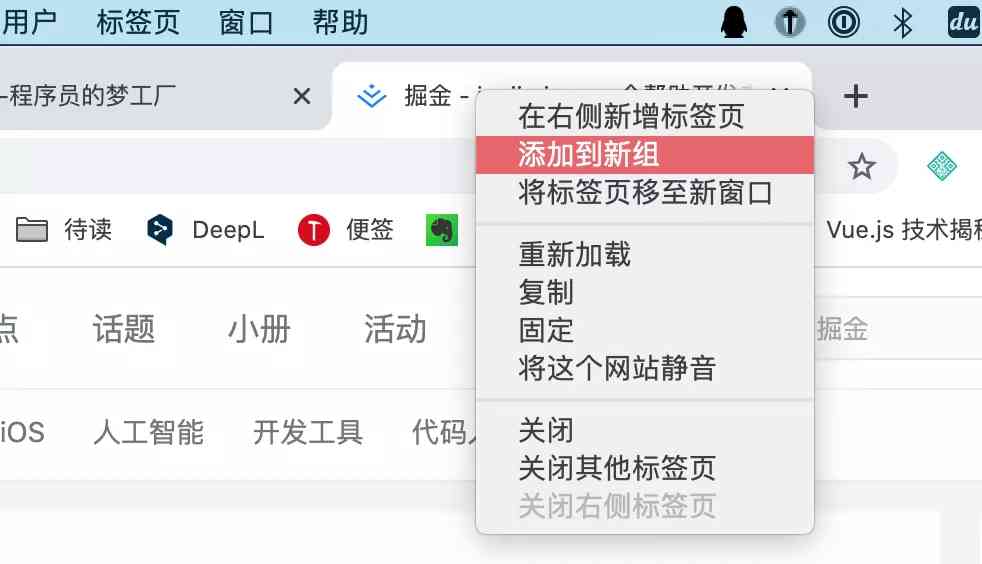 用户 标签页 窗口 帮助 du
-程序员的梦工厂
掘金 -
在右侧新增标签页
添加到新组
将标签页移至新窗口
待读 DeepL 便签 Vue.js 技术揭秘
重新加载
复制
固定
将这个网站静音
点 话题 小册 活动 掘金
iOS 人工智能 开发工具 代码
关闭
关闭其他标签页
关闭右侧标签页